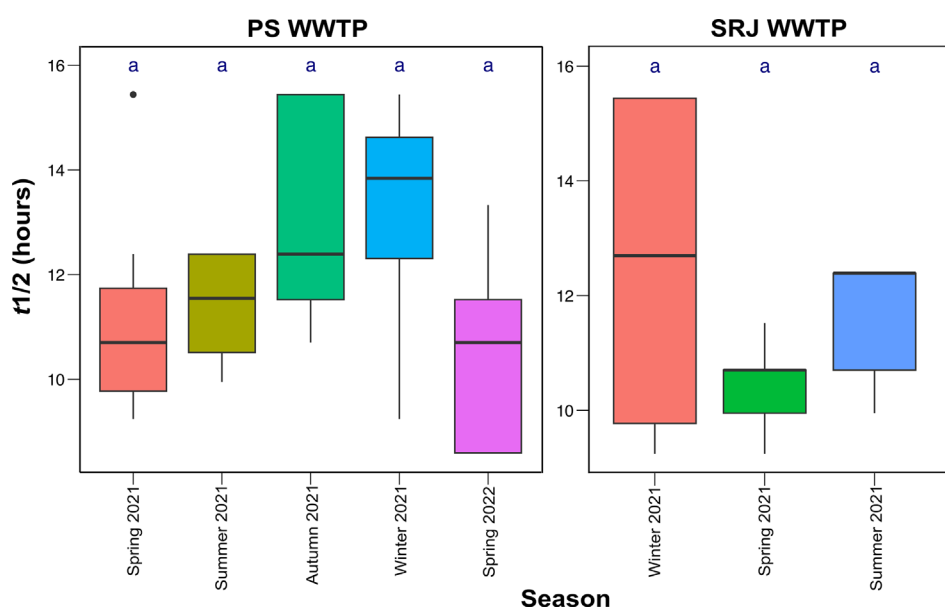 PS WWTP
SRJ WWTP
t1/2 (hours)
16
14
12
10
a a a a a
Spring 2021
Summer 2021
Autumn 2021
Winter 2021
Spring 2022
16
14
12
10
a a a
Winter 2021
Spring 2021
Summer 2021
Season